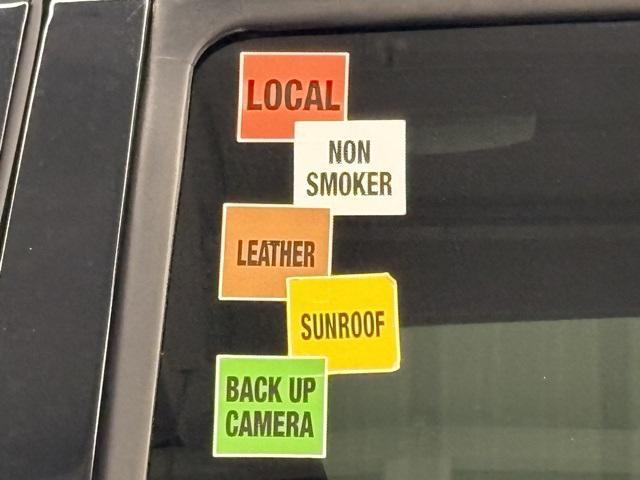 LOCAL
NON
SMOKER
LEATHER
SUNROOF
BACK UP
CAMERA